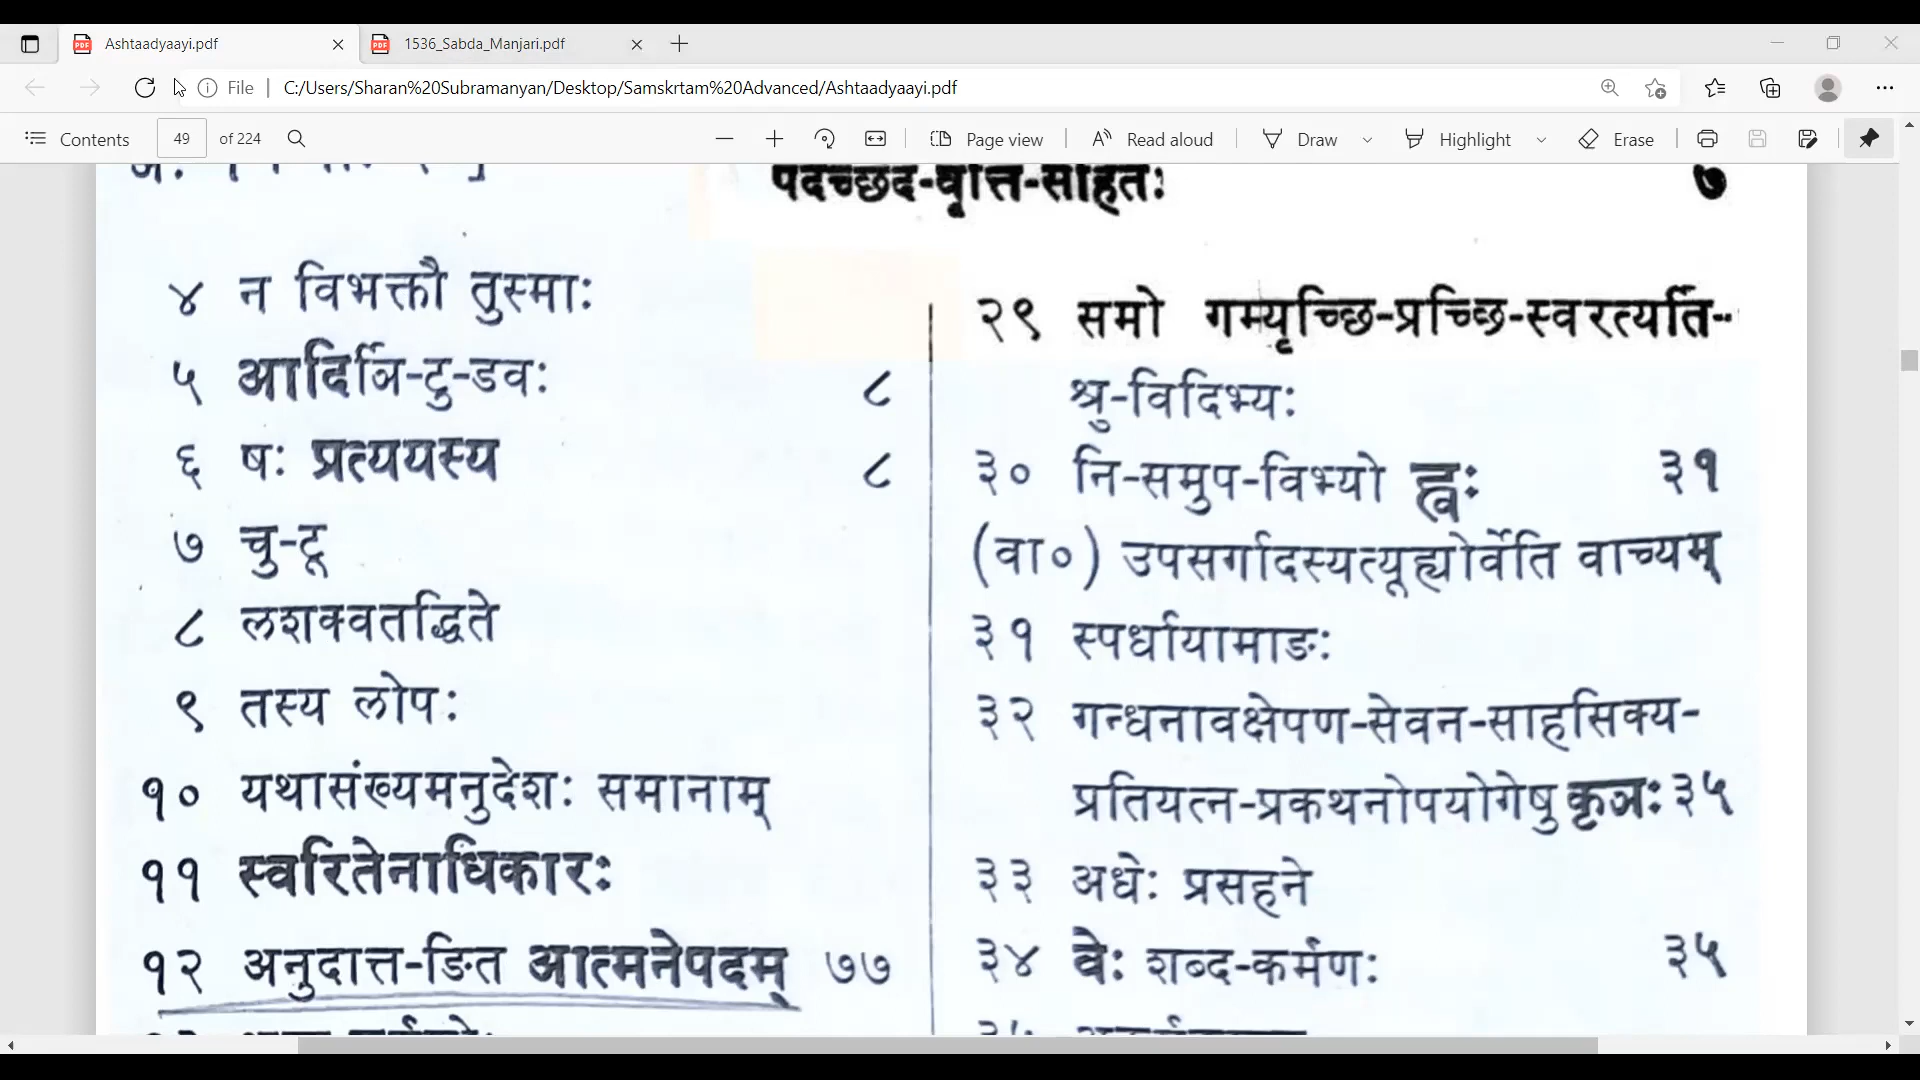 Ashtaadyaayi.pdf
1536_Sabda_Manjari.pdf
File
C:/Users/Sharan%20Subramanyan/Desktop/Samskrtam%20Advanced/Ashtaadyaayi.pdf
Contents 49 of 224 Page view Read aloud Draw Highlight Erase
पदच्छेद-वृत्ति-सहितः ७
४ न विभक्तौ तुस्माः
५ आदिर्ञि-टु-डवः ८
६ षः प्रत्ययस्य ८
७ चु-टू
८ लशक्वतद्धिते
९ तस्य लोपः
१० यथासंख्यमनुदेशः समानाम्
११ स्वरितेनाधिकारः
१२ अनुदात्त-ङित आत्मनेपदम् ७७
२९ समो गम्यृच्छि-प्रच्छि-स्वरत्यर्ति-
श्रु-विदिभ्यः
३० नि-समुप-विभ्यो ह्वः ३१
(वा०) उपसर्गादस्यत्यूह्योर्वेति वाच्यम्
३१ स्पर्धायामाङः
३२ गन्धनावक्षेपण-सेवन-साहसिक्य-
प्रतियत्न-प्रकथनोपयोगेषु कृञः ३५
३३ अधेः प्रसहने
३४ वेः शब्द-कर्मणः ३५